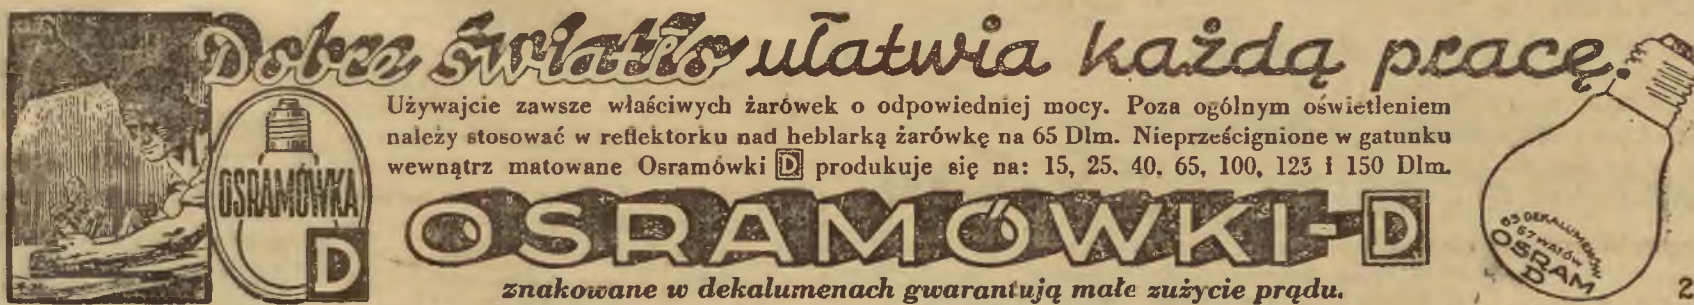 Dobre światło ułatwia każdą pracę.
Używajcie zawsze właściwych żarówek o odpowiedniej mocy. Poza ogólnym oświetleniem
należy stosować w reflektorku nad heblarką żarówkę na 65 Dlm. Nieprześcignione w gatunku
wewnątrz matowane Osramówki D produkuje się na: 15, 25, 40, 65, 100, 125 i 150 Dlm.
OSRAMÓWKA
D
OSRAMÓWKI-D
znakowane w dekalumenach gwarantują małe zużycie prądu.
65 DEKALUMENÓW
WATÓW
OSRAM
D
2